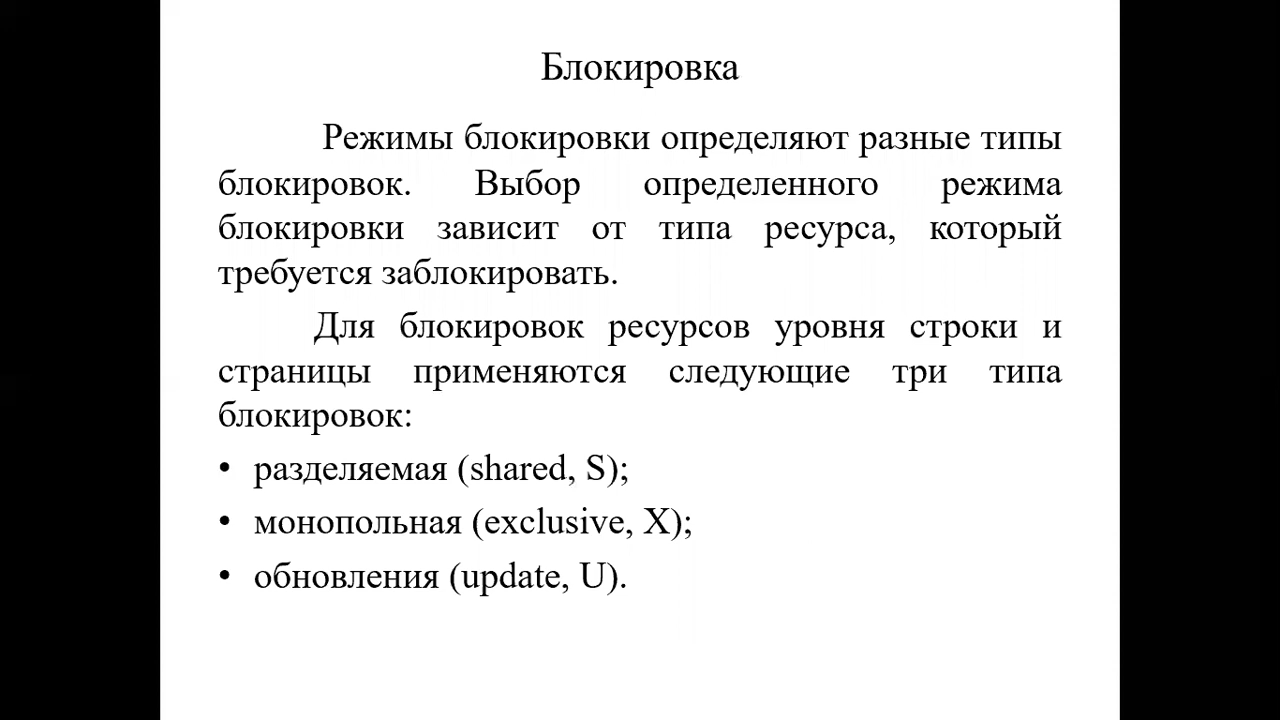 Блокировка
Режимы блокировки определяют разные типы
блокировок. Выбор определенного режима
блокировки зависит от типа ресурса, который
требуется заблокировать.
Для блокировок ресурсов уровня строки и
страницы применяются следующие три типа
блокировок:
• разделяемая (shared, S);
• монопольная (exclusive, X);
• обновления (update, U).